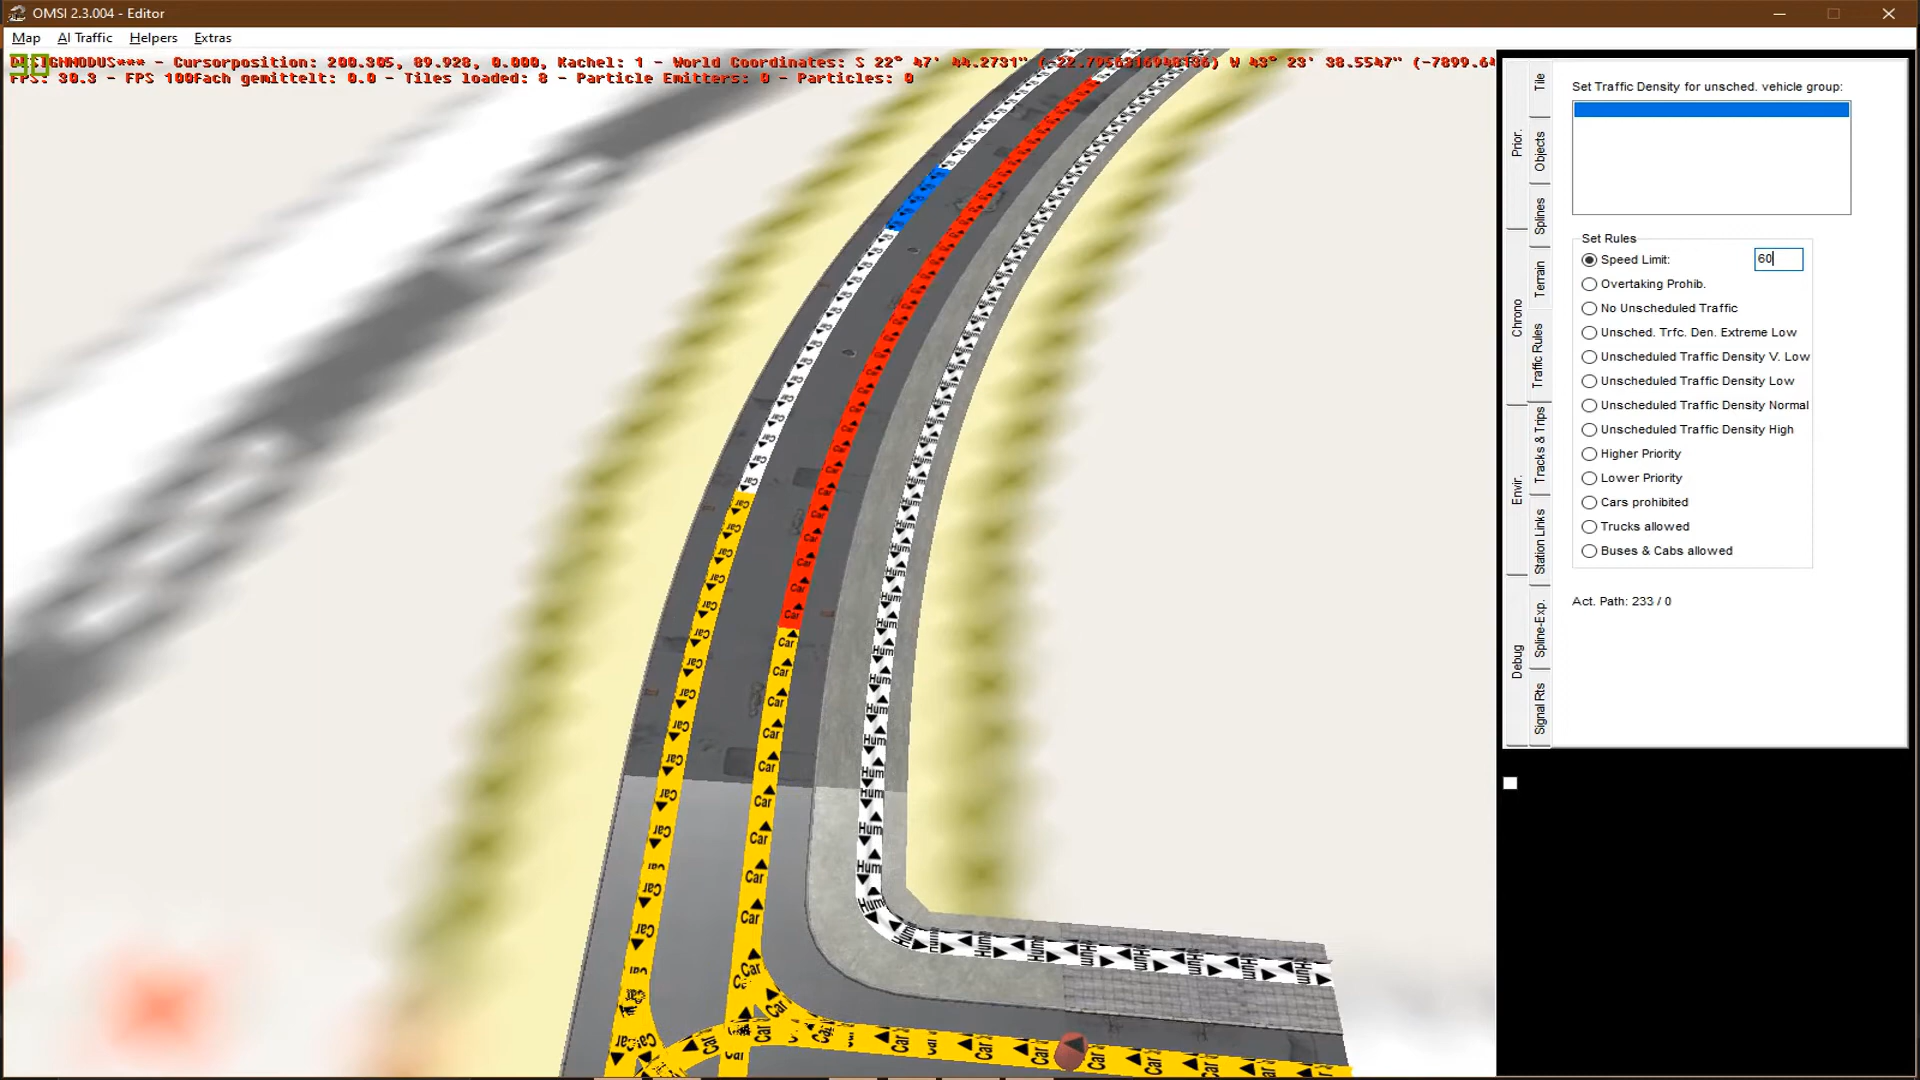 OMSI 2.3.004 - Editor
Map AI Traffic Helpers Extras
30
- Cursorposition: 200.305, 89.928, 0.000, Kachel: 1 - World Coordinates: S 22° 47' 44.2731" W 43° 23' 38.5547" (-7899.64
FPS: 30.3 - FPS 100fach gemittelt: 0.0 - Tiles loaded: 8 - Particle Emitters: 0 - Particles: 0
Tile
Objects
Splines
Terrain
Traffic Rules
Tracks & Trips
Station Links
Spline-Exp.
Signal Rts
Prior.
Chrono
Envir.
Debug
Set Traffic Density for unsched. vehicle group:
Set Rules
Speed Limit: 60
Overtaking Prohib.
No Unscheduled Traffic
Unsched. Trfc. Den. Extreme Low
Unscheduled Traffic Density V. Low
Unscheduled Traffic Density Low
Unscheduled Traffic Density Normal
Unscheduled Traffic Density High
Higher Priority
Lower Priority
Cars prohibited
Trucks allowed
Buses & Cabs allowed
Act. Path: 233 / 0
Car
Hum